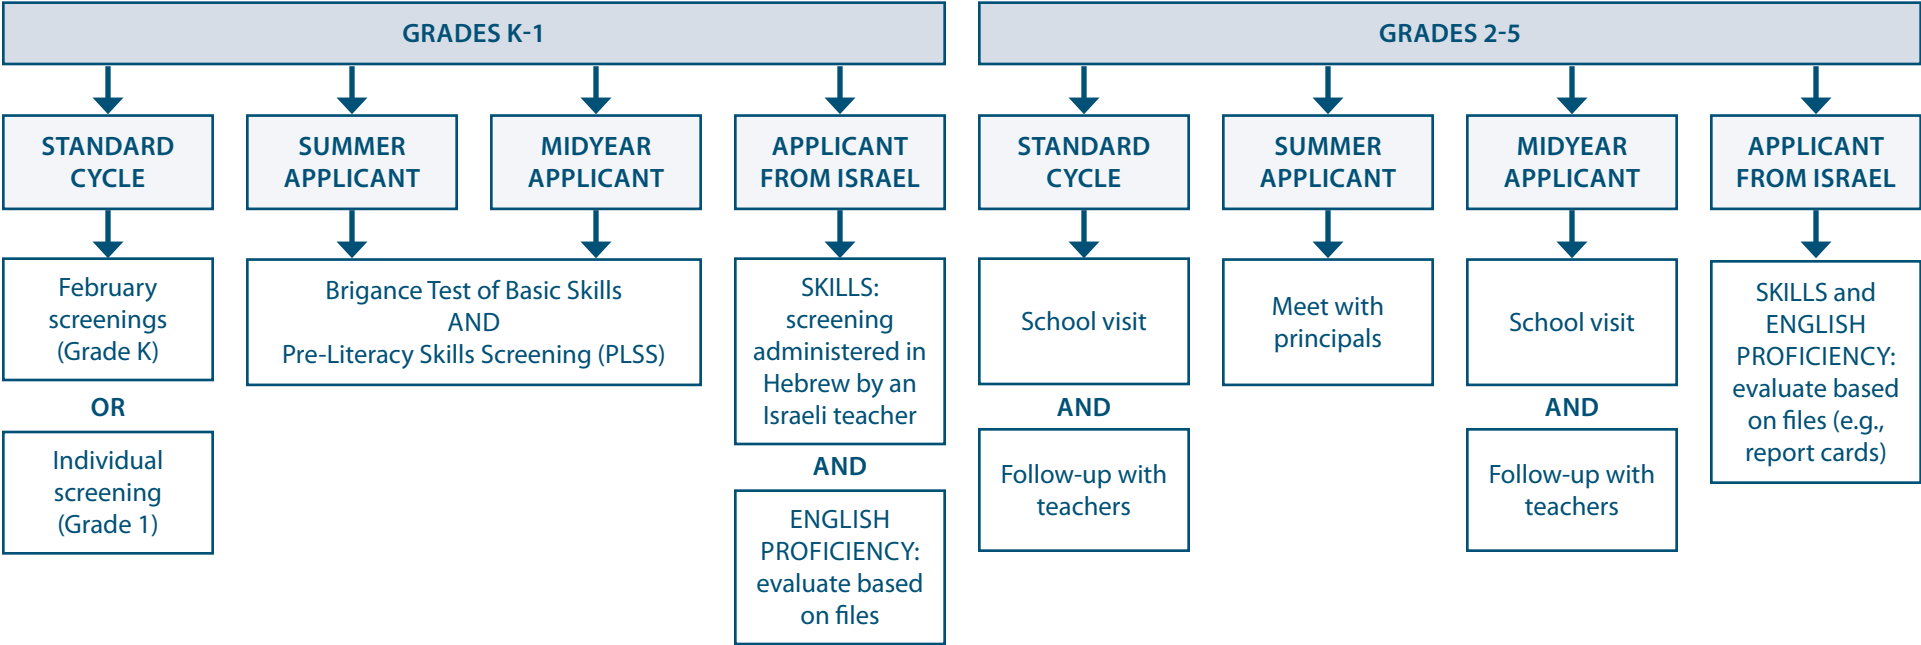 GRADES K-1
STANDARD
CYCLE
SUMMER
APPLICANT
MIDYEAR
APPLICANT
APPLICANT
FROM ISRAEL
February
screenings
(Grade K)
OR
Individual
screening
(Grade 1)
Brigance Test of Basic Skills
AND
Pre-Literacy Skills Screening (PLSS)
SKILLS:
screening
administered in
Hebrew by an
Israeli teacher
AND
ENGLISH
PROFICIENCY:
evaluate based
on files
GRADES 2-5
STANDARD
CYCLE
SUMMER
APPLICANT
MIDYEAR
APPLICANT
APPLICANT
FROM ISRAEL
School visit
AND
Follow-up with
teachers
Meet with
principals
School visit
AND
Follow-up with
teachers
SKILLS and
ENGLISH
PROFICIENCY:
evaluate based
on files (e.g.,
report cards)